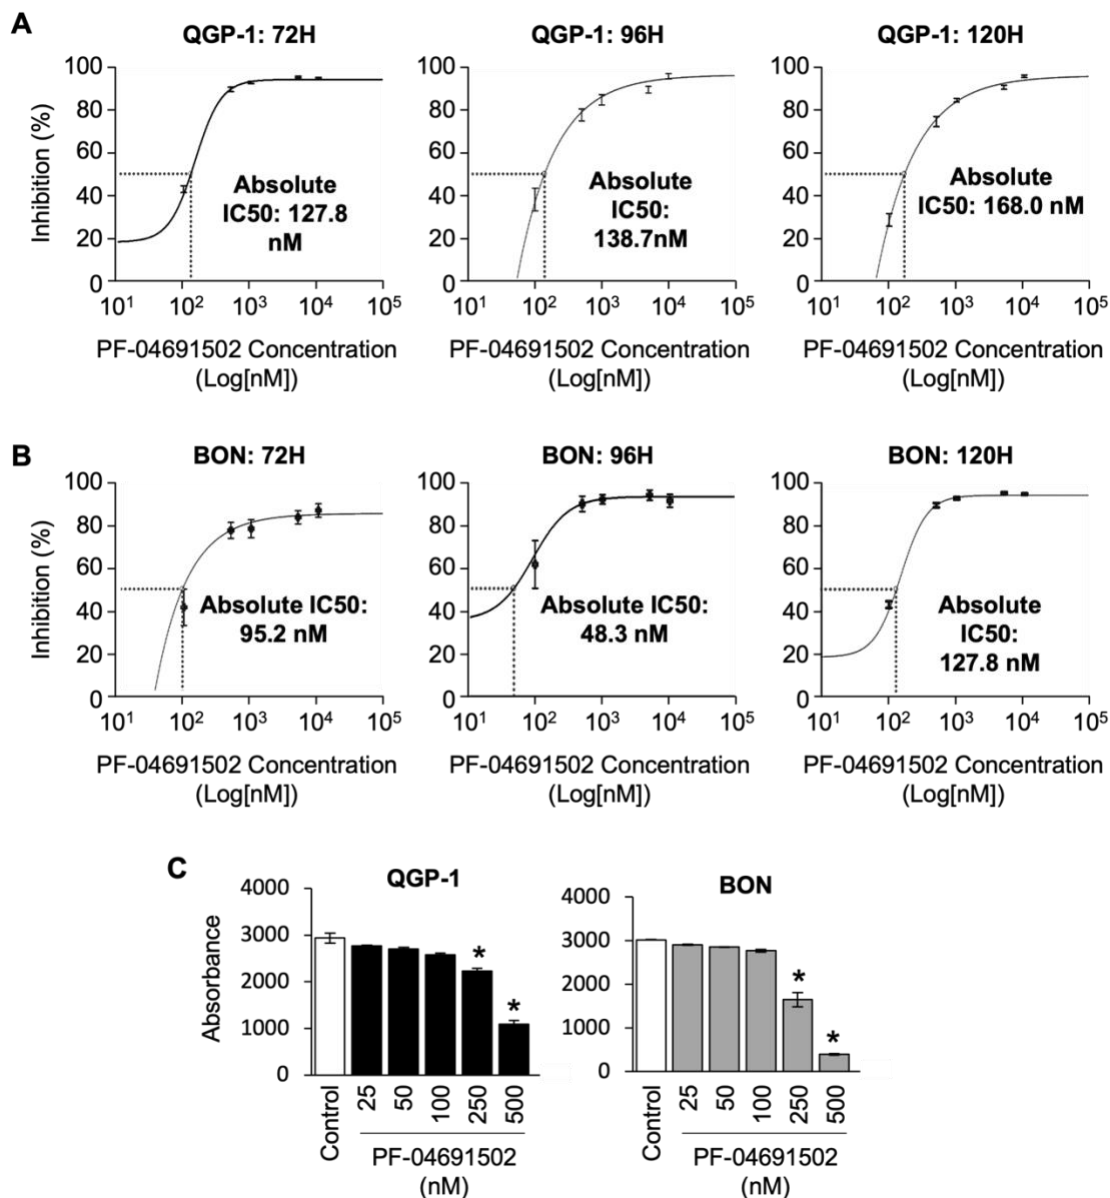 A
QGP-1: 72H
QGP-1: 96H
QGP-1: 120H
Inhibition (%)
100
80
60
40
20
0
Absolute
IC50: 127.8
nM
10¹ 10² 10³ 10⁴ 10⁵
PF-04691502 Concentration
(Log[nM])
100
80
60
40
20
0
Absolute
IC50:
138.7nM
10¹ 10² 10³ 10⁴ 10⁵
PF-04691502 Concentration
(Log[nM])
100
80
60
40
20
0
Absolute
IC50: 168.0 nM
10¹ 10² 10³ 10⁴ 10⁵
PF-04691502 Concentration
(Log[nM])
B
BON: 72H
BON: 96H
BON: 120H
Inhibition (%)
100
80
60
40
20
0
Absolute IC50:
95.2 nM
10¹ 10² 10³ 10⁴ 10⁵
PF-04691502 Concentration
(Log[nM])
100
80
60
40
20
0
Absolute IC50:
48.3 nM
10¹ 10² 10³ 10⁴ 10⁵
PF-04691502 Concentration
(Log[nM])
100
80
60
40
20
0
Absolute
IC50:
127.8 nM
10¹ 10² 10³ 10⁴ 10⁵
PF-04691502 Concentration
(Log[nM])
C
QGP-1
Absorbance
4000
3000
2000
1000
0
* *
Control 25 50 100 250 500
PF-04691502
(nM)
BON
4000
3000
2000
1000
0
* *
Control 25 50 100 250 500
PF-04691502
(nM)